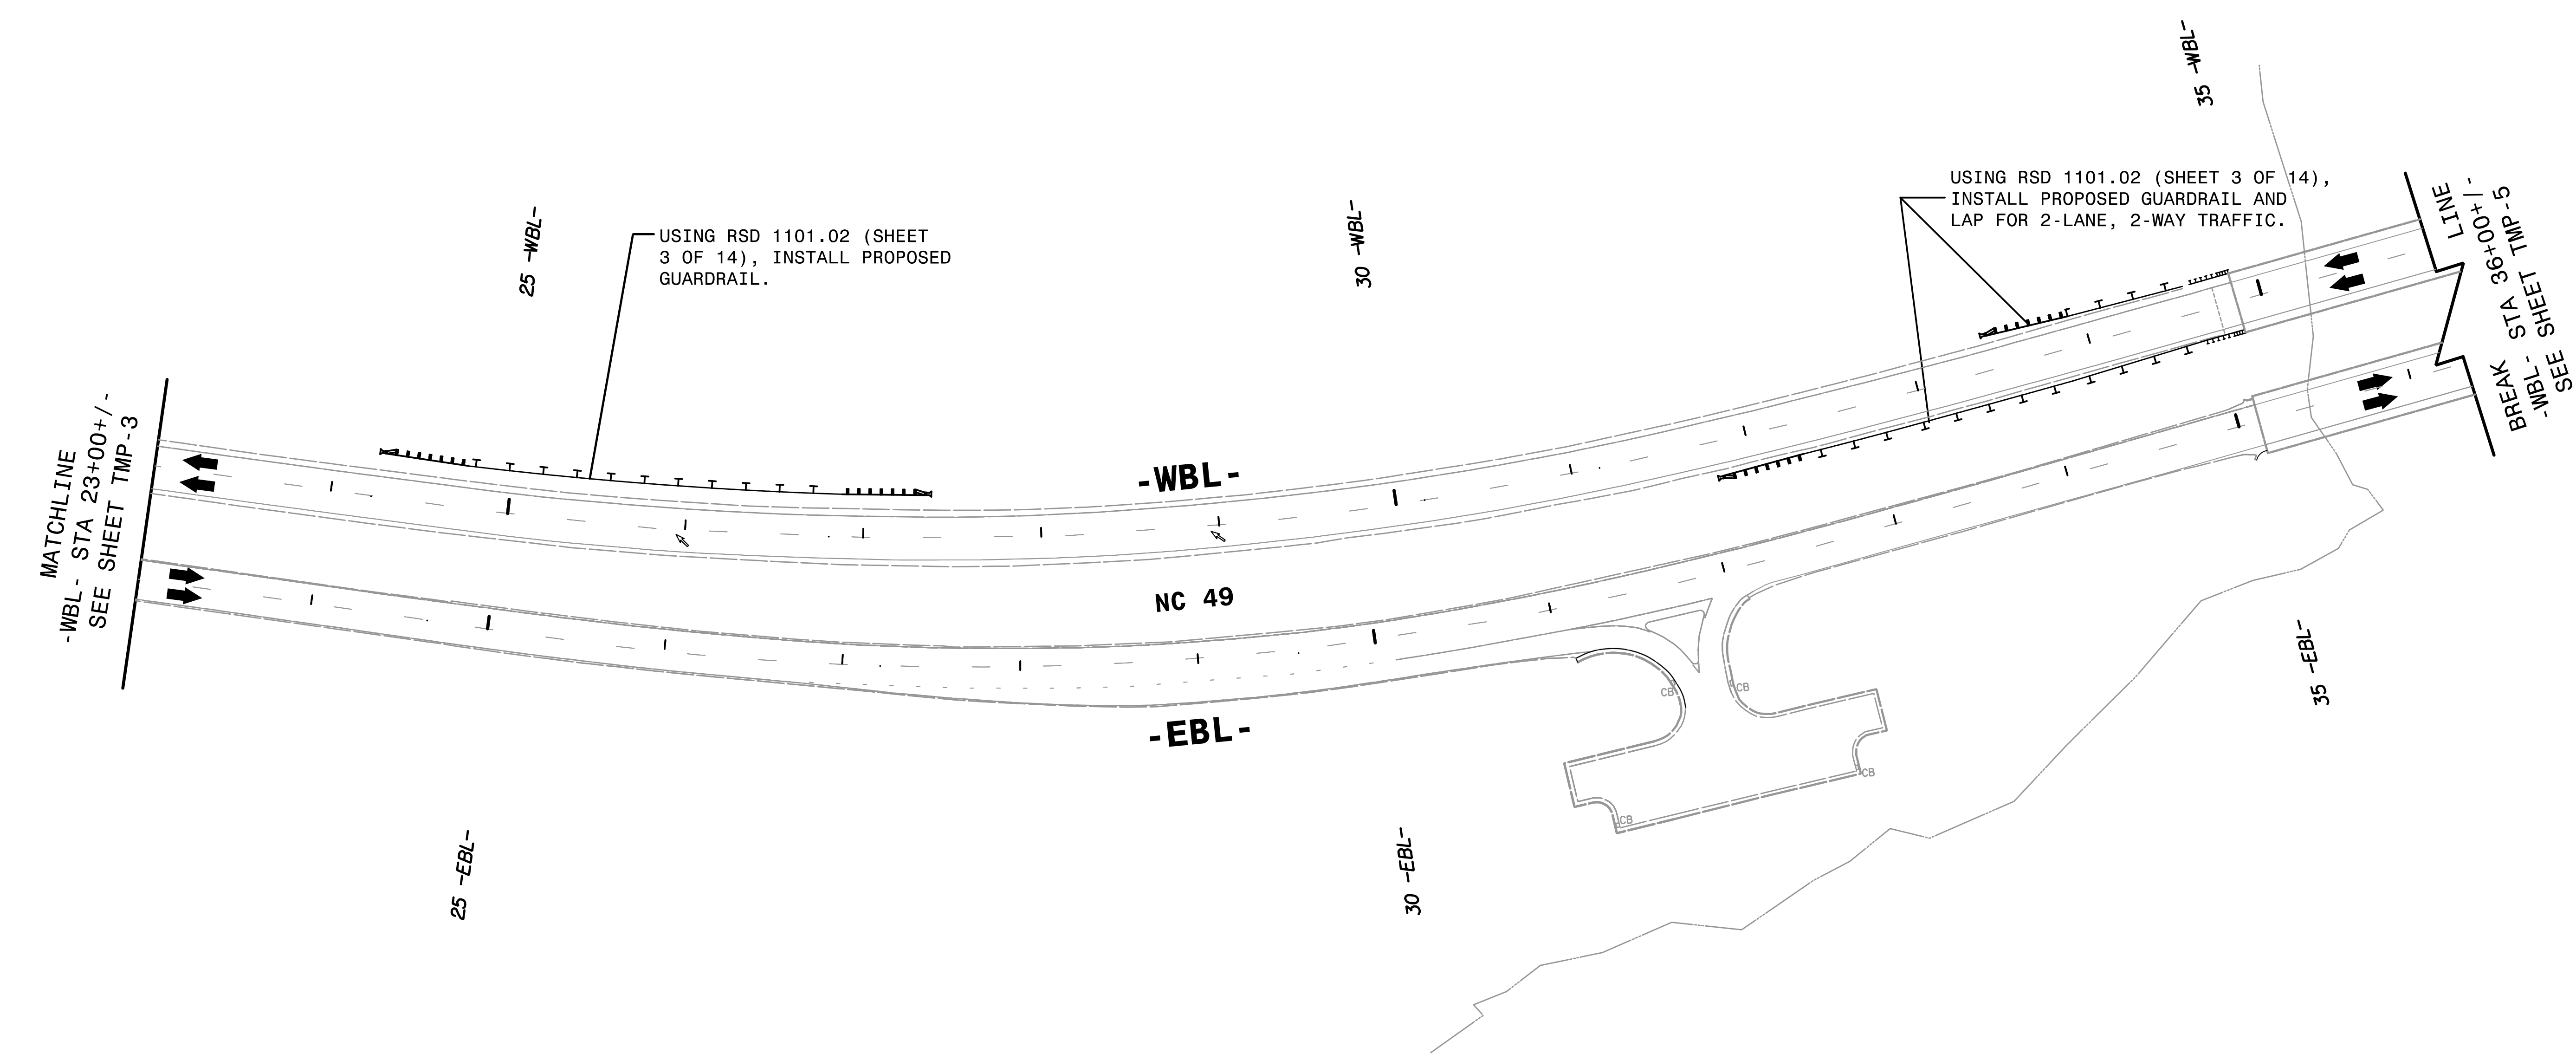 35 -WBL-
USING RSD 1101.02 (SHEET 3 OF 14),
INSTALL PROPOSED GUARDRAIL AND
LAP FOR 2-LANE, 2-WAY TRAFFIC.
25 -WBL-
30 -WBL-
USING RSD 1101.02 (SHEET
3 OF 14), INSTALL PROPOSED
GUARDRAIL.
BREAK LINE
-WBL- STA 36+00+/-
SEE SHEET TMP-5
MATCHLINE
-WBL- STA 23+00+/-
SEE SHEET TMP-3
-WBL-
NC 49
-EBL-
CB
CB
CB
CB
25 -EBL-
30 -EBL-
35 -EBL-